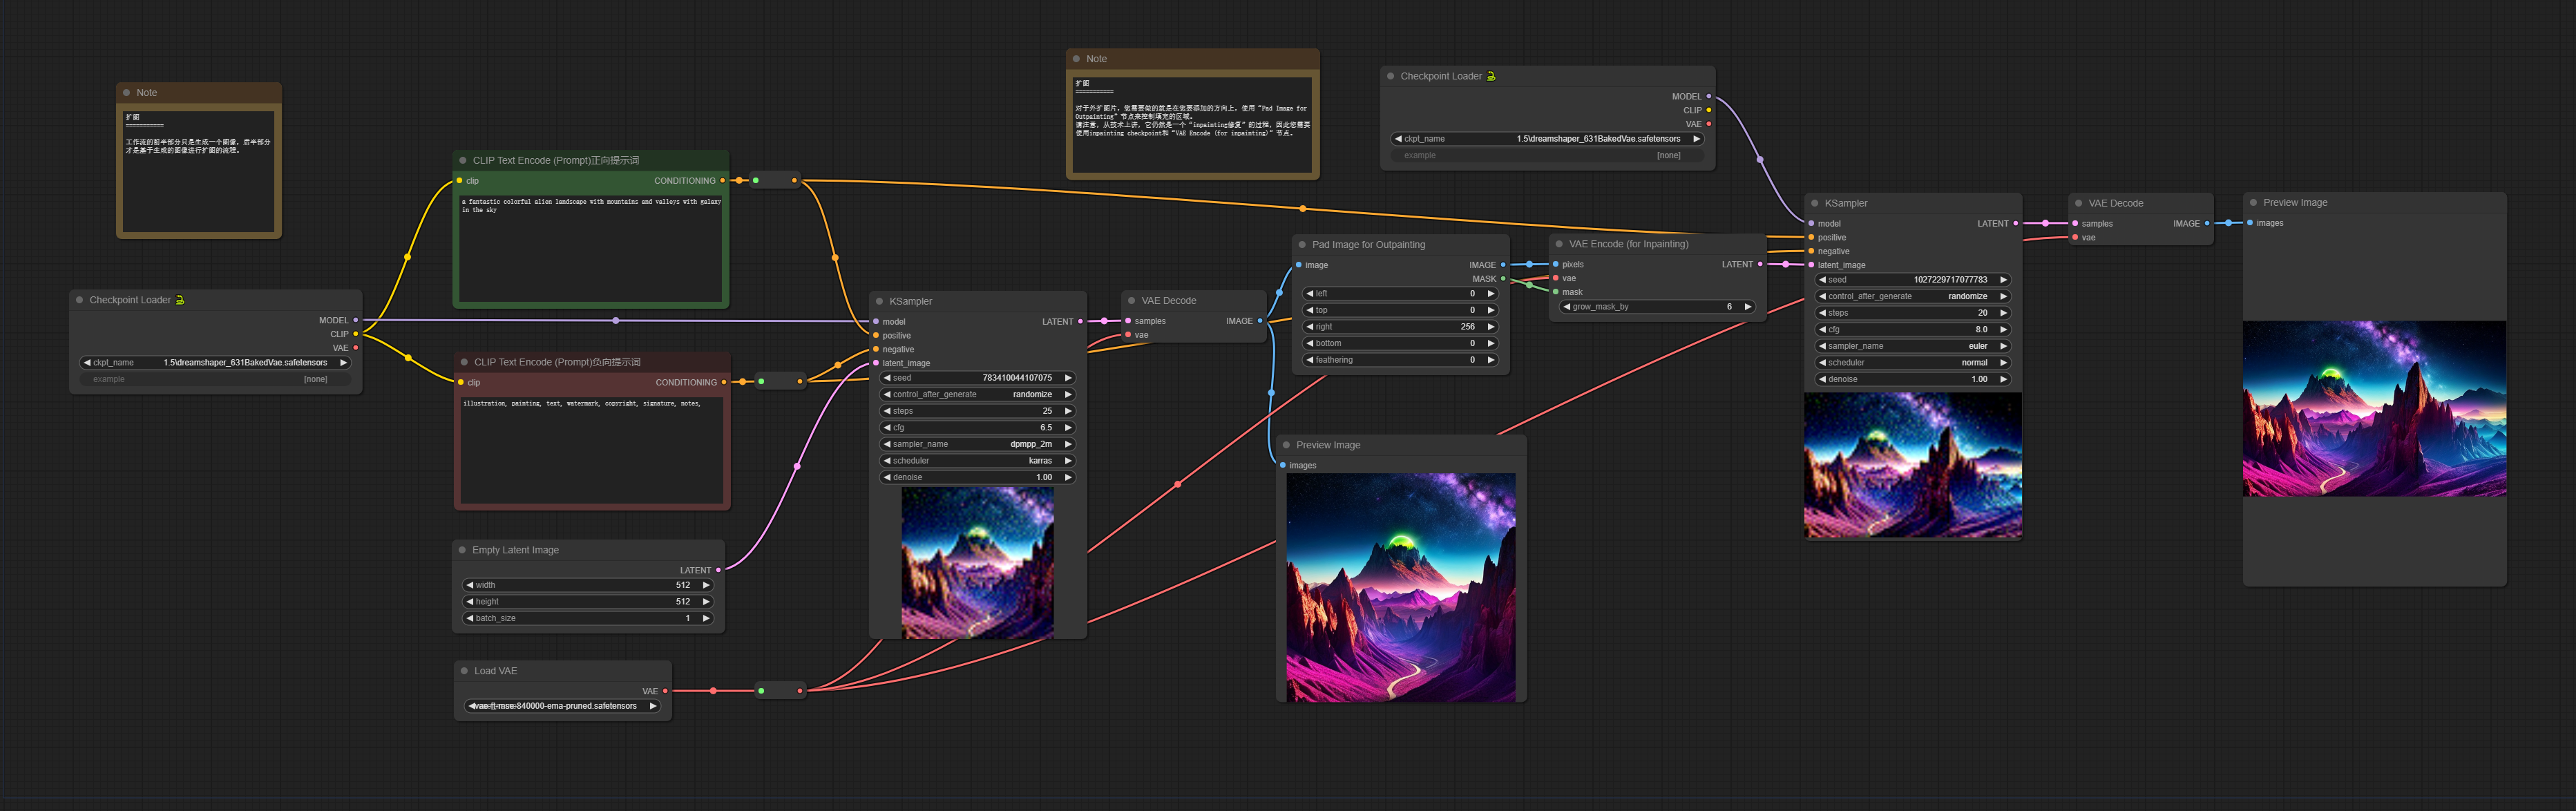 Note
扩图
===========
工作流的前半部分只是生成一个图像，后半部分
才是基于生成的图像进行扩图的流程。
Checkpoint Loader
MODEL
CLIP
VAE
ckpt_name 1.5\dreamshaper_631BakedVae.safetensors
example [none]
CLIP Text Encode (Prompt)正向提示词
clip CONDITIONING
a fantastic colorful alien landscape with mountains and valleys with galaxy
in the sky
CLIP Text Encode (Prompt)负向提示词
clip CONDITIONING
illustration, painting, text, watermark, copyright, signature, notes,
Empty Latent Image
LATENT
width 512
height 512
batch_size 1
Load VAE
VAE
vae-ft-mse-840000-ema-pruned.safetensors
KSampler
model LATENT
positive
negative
latent_image
seed 783410044107075
control_after_generate randomize
steps 25
cfg 6.5
sampler_name dpmpp_2m
scheduler karras
denoise 1.00
VAE Decode
samples IMAGE
vae
Note
扩图
===========
对于外扩图片，您需要做的就是在您要添加的方向上，使用“Pad Image for
Outpainting”节点来控制填充的区域。
请注意，从技术上讲，它仍然是一个“inpainting修复”的过程，因此您需要
使用inpainting checkpoint和“VAE Encode (for inpainting)”节点。
Pad Image for Outpainting
image IMAGE
MASK
left 0
top 0
right 256
bottom 0
feathering 0
Preview Image
images
Checkpoint Loader
MODEL
CLIP
VAE
ckpt_name 1.5\dreamshaper_631BakedVae.safetensors
example [none]
VAE Encode (for Inpainting)
pixels LATENT
vae
mask
grow_mask_by 6
KSampler
model LATENT
positive
negative
latent_image
seed 1027229717077783
control_after_generate randomize
steps 20
cfg 8.0
sampler_name euler
scheduler normal
denoise 1.00
VAE Decode
samples IMAGE
vae
Preview Image
images